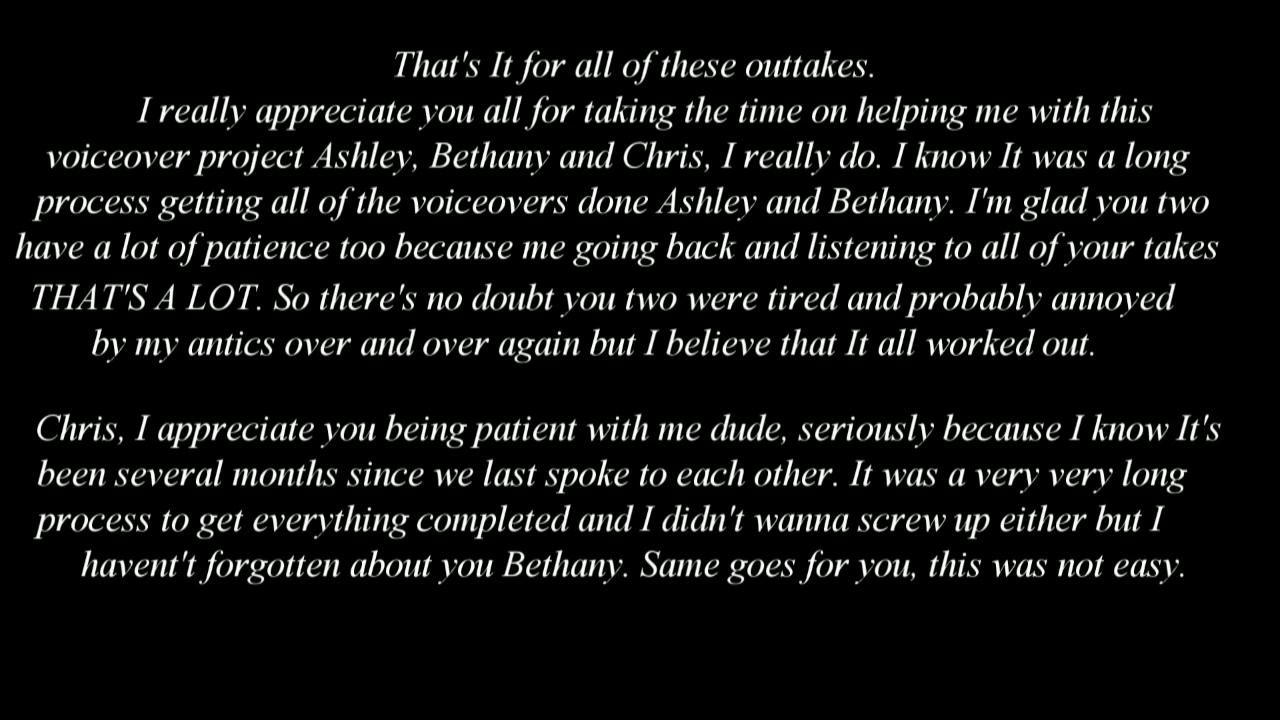 That's It for all of these outtakes.
I really appreciate you all for taking the time on helping me with this
voiceover project Ashley, Bethany and Chris, I really do. I know It was a long
process getting all of the voiceovers done Ashley and Bethany. I'm glad you two
have a lot of patience too because me going back and listening to all of your takes
THAT'S A LOT. So there's no doubt you two were tired and probably annoyed
by my antics over and over again but I believe that It all worked out.
Chris, I appreciate you being patient with me dude, seriously because I know It's
been several months since we last spoke to each other. It was a very very long
process to get everything completed and I didn't wanna screw up either but I
havent't forgotten about you Bethany. Same goes for you, this was not easy.